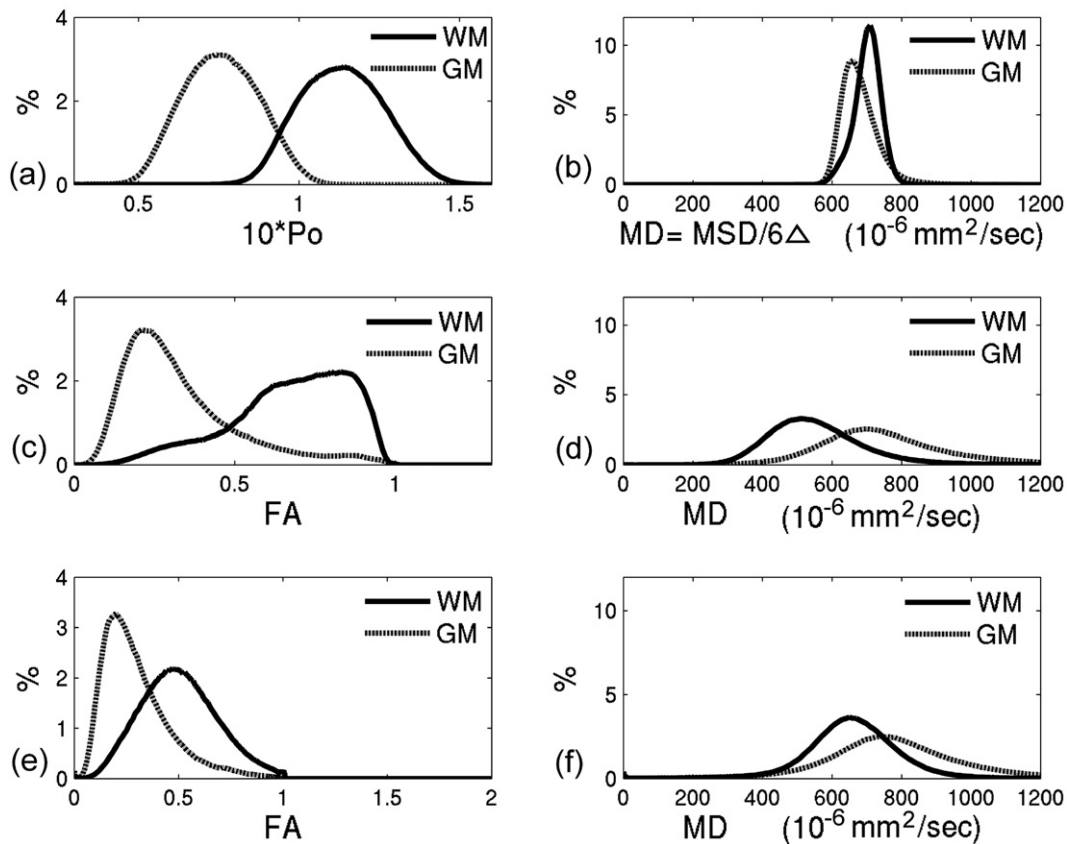 4
2
0
%
WM
GM
(a)
0.5 1 1.5
10*Po
10
5
0
%
WM
GM
(b)
0 200 400 600 800 1000 1200
MD= MSD/6△ (10⁻⁶ mm²/sec)
4
2
0
%
WM
GM
(c)
0 0.5 1
FA
10
5
0
%
WM
GM
(d)
0 200 400 600 800 1000 1200
MD (10⁻⁶ mm²/sec)
4
3
2
1
0
%
WM
GM
(e)
0 0.5 1 1.5 2
FA
10
5
0
%
WM
GM
(f)
0 200 400 600 800 1000 1200
MD (10⁻⁶ mm²/sec)